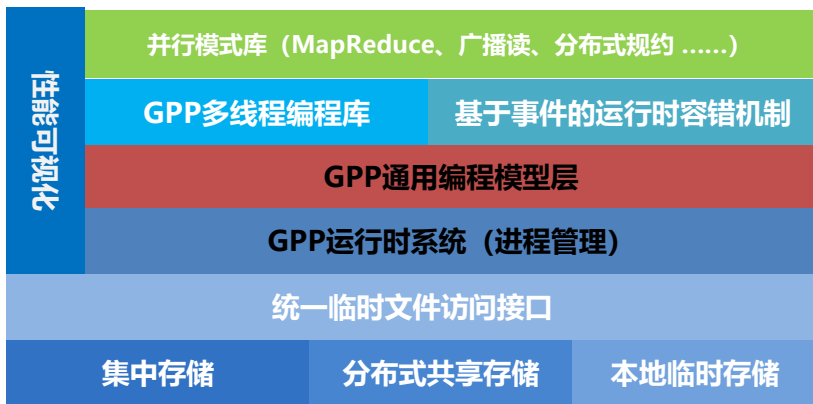 性能可视化
并行模式库（MapReduce、广播读、分布式规约 ......）
GPP多线程编程库
基于事件的运行时容错机制
GPP通用编程模型层
GPP运行时系统（进程管理）
统一临时文件访问接口
集中存储
分布式共享存储
本地临时存储